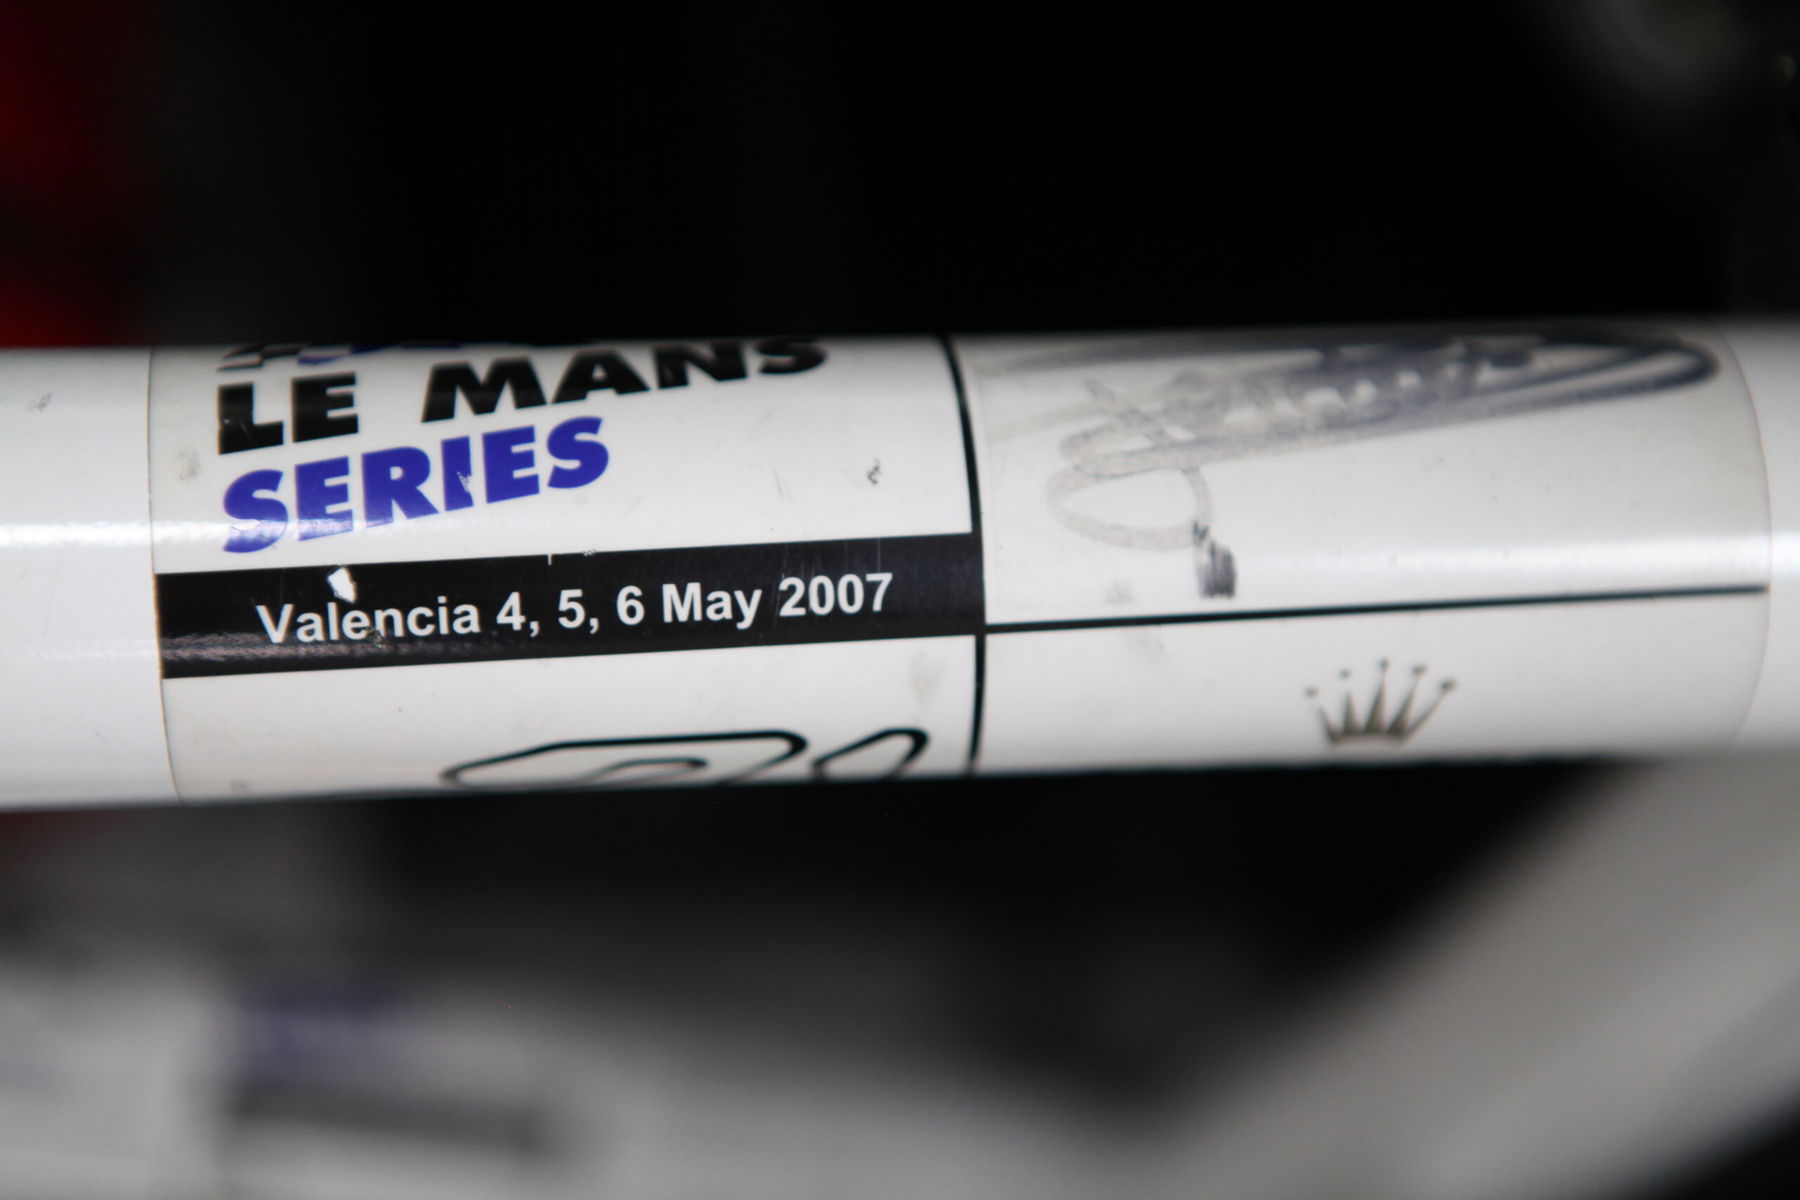 LE MANS
SERIES
Valencia 4, 5, 6 May 2007